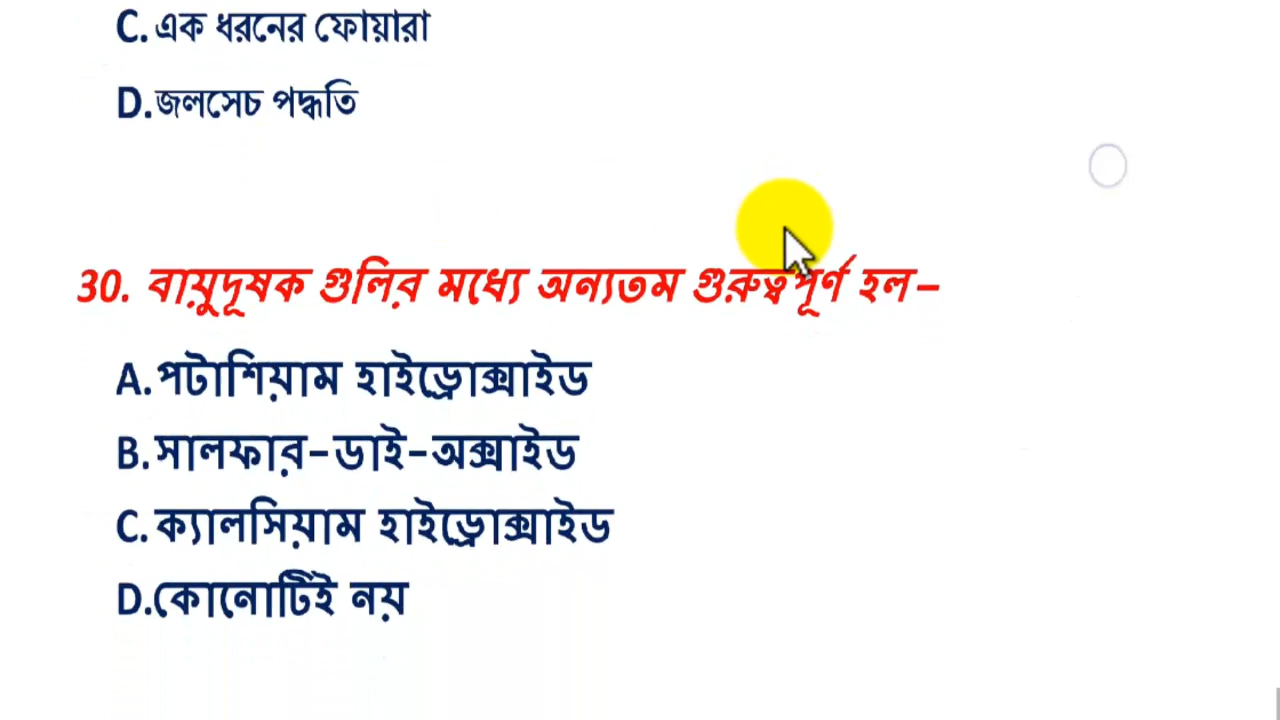 C. এক ধরনের ফোয়ারা
D. জলসেচ পদ্ধতি
30. বায়ুদূষক গুলির মধ্যে অন্যতম গুরুত্বপূর্ণ হল–
A. পটাশিয়াম হাইড্রোক্সাইড
B. সালফার-ডাই-অক্সাইড
C. ক্যালসিয়াম হাইড্রোক্সাইড
D. কোনোটিই নয়